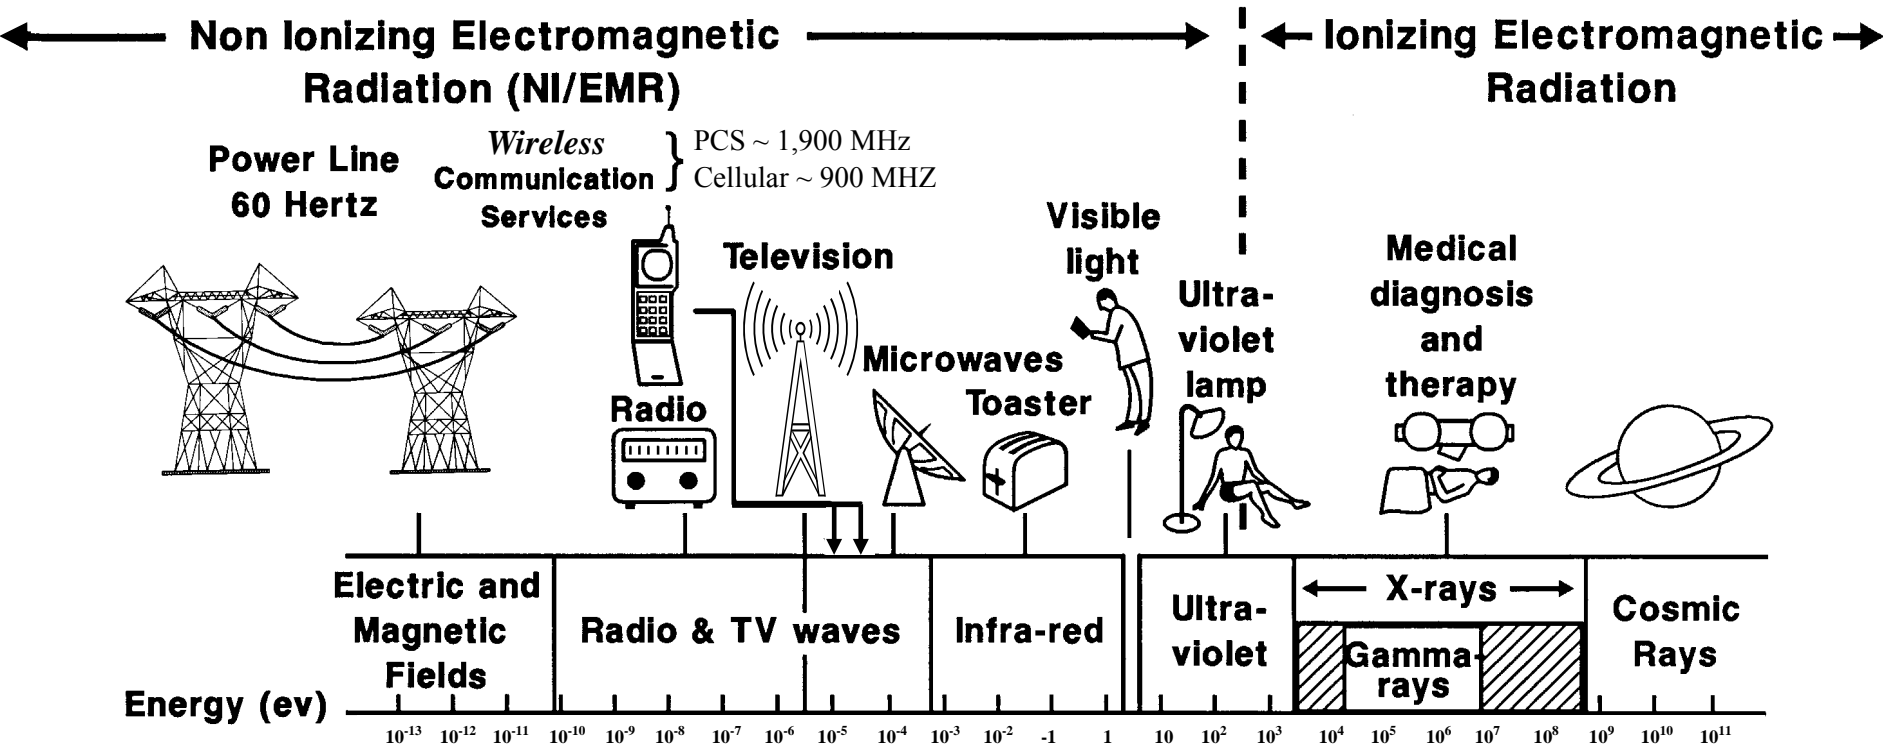 Non Ionizing Electromagnetic
Radiation (NI/EMR)
Ionizing Electromagnetic
Radiation
Power Line
60 Hertz
Wireless
Communication
Services
} PCS ~ 1,900 MHz
Cellular ~ 900 MHZ
Radio
Television
Microwaves
Toaster
Visible
light
Ultra-
violet
lamp
Medical
diagnosis
and
therapy
Electric and
Magnetic
Fields
Radio & TV waves
Infra-red
Ultra-
violet
X-rays
Gamma-
rays
Cosmic
Rays
Energy (ev)
10⁻¹³ 10⁻¹² 10⁻¹¹ 10⁻¹⁰ 10⁻⁹ 10⁻⁸ 10⁻⁷ 10⁻⁶ 10⁻⁵ 10⁻⁴ 10⁻³ 10⁻² -1 1 10 10² 10³ 10⁴ 10⁵ 10⁶ 10⁷ 10⁸ 10⁹ 10¹⁰ 10¹¹